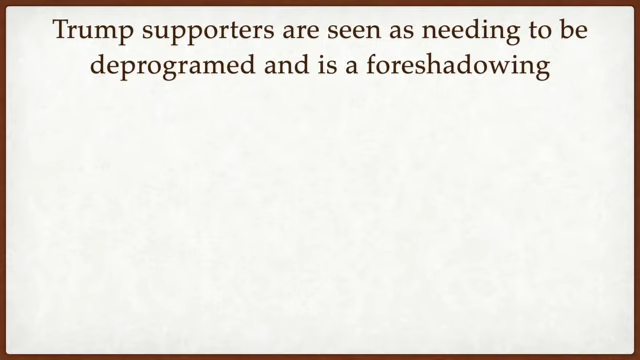 Trump supporters are seen as needing to be
deprogramed and is a foreshadowing